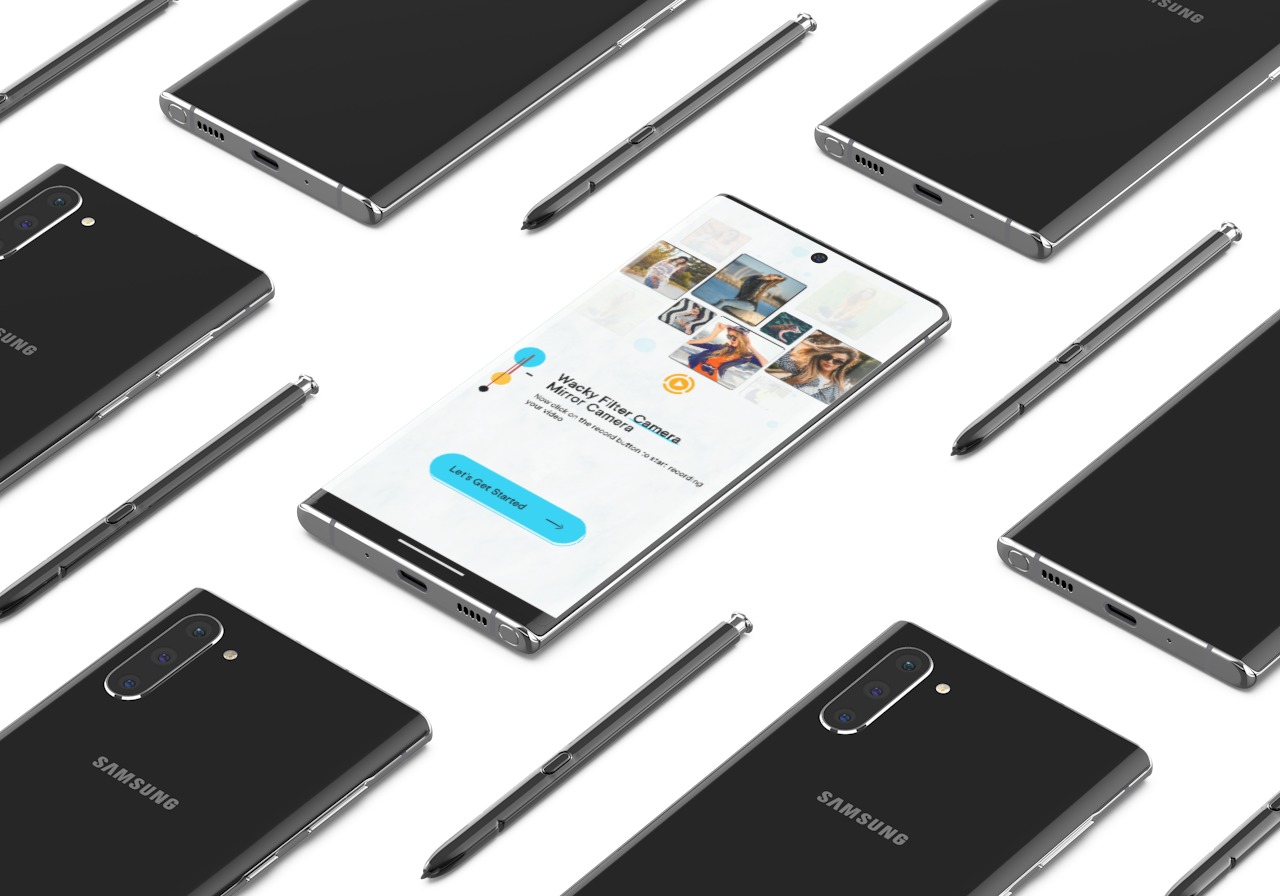 SAMSUNG
SAMSUNG
Wacky Filter Camera
Mirror Camera
Now click on the record button to start recording
your video
Let's Get Started
SAMSUNG
SAMSUNG